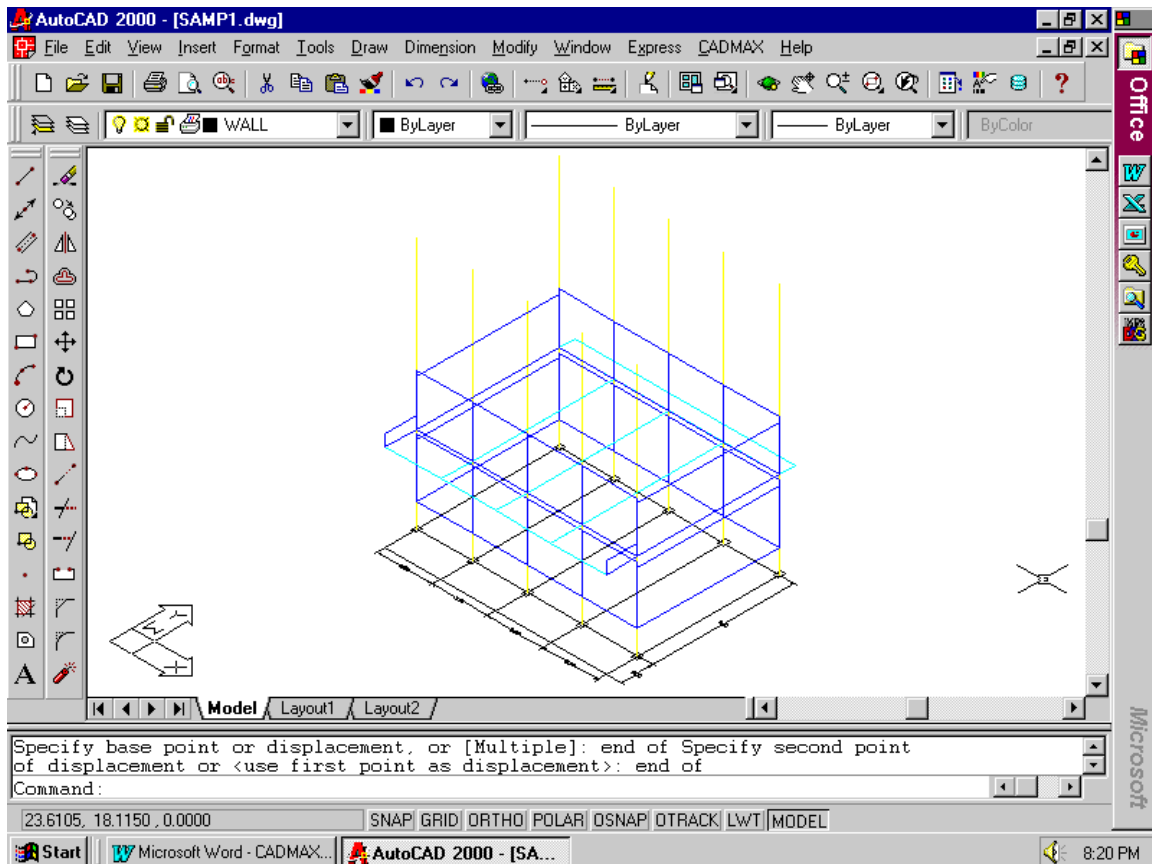 AutoCAD 2000 - [SAMP1.dwg]
File Edit View Insert Format Tools Draw Dimension Modify Window Express CADMAX Help
Office
WALL ByLayer ByLayer ByLayer ByColor
A
Model Layout1 Layout2
Specify base point or displacement, or [Multiple]: end of Specify second point
of displacement or <use first point as displacement>: end of
Command:
Microsoft
23.6105, 18.1150 , 0.0000 SNAP GRID ORTHO POLAR OSNAP OTRACK LWT MODEL
Start Microsoft Word - CADMAX... AutoCAD 2000 - [SA... 8:20 PM